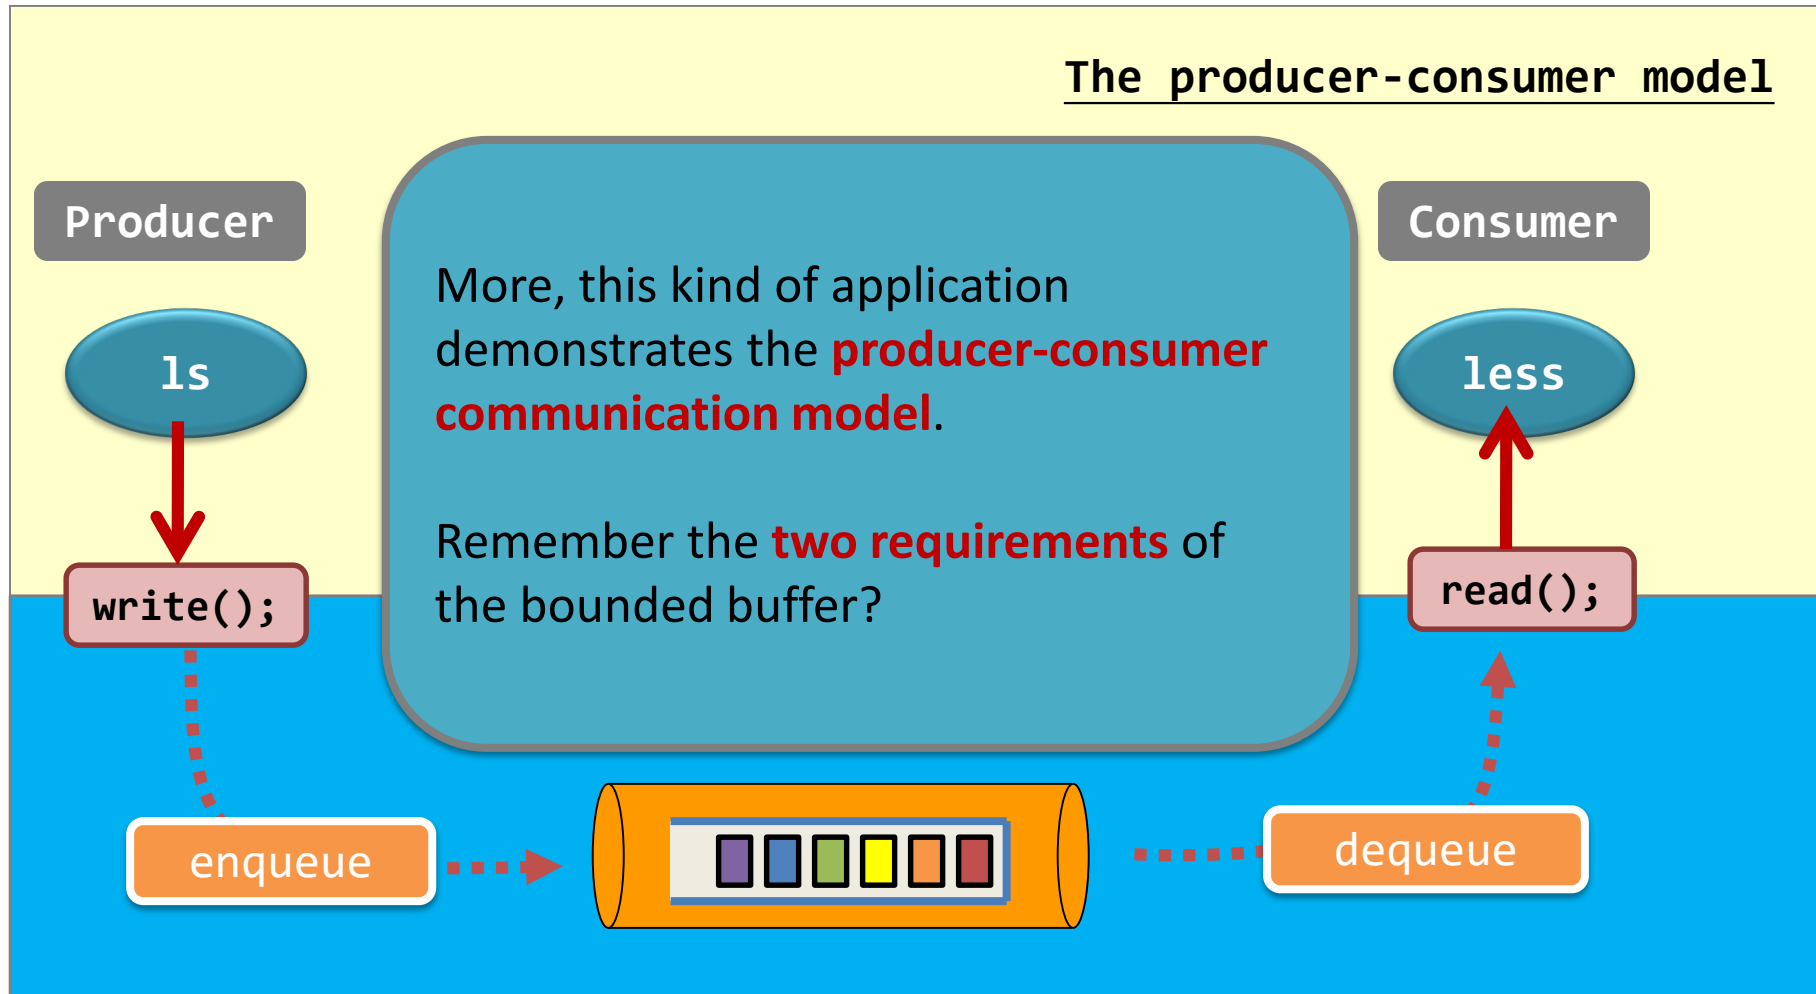 The producer-consumer model
Producer
Consumer
More, this kind of application
demonstrates the producer-consumer
communication model.
Remember the two requirements of
the bounded buffer?
ls
less
write();
read();
enqueue
dequeue